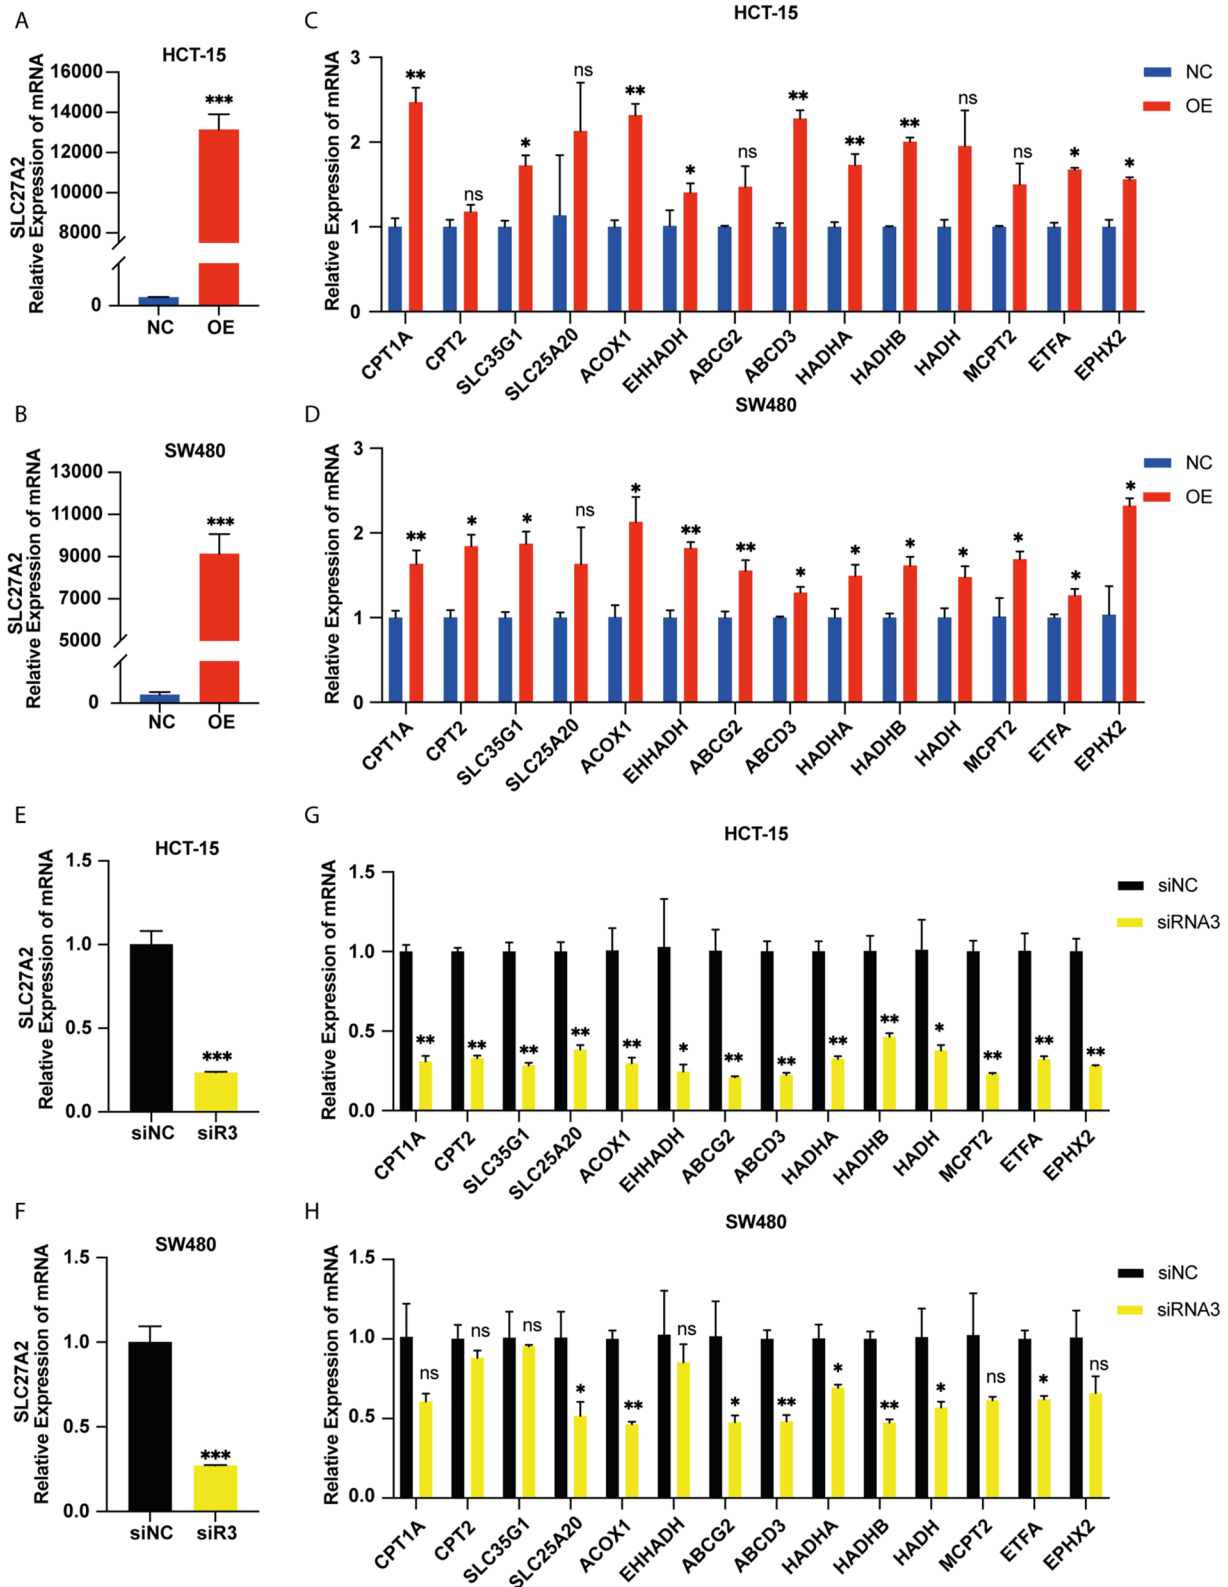 A
HCT-15
SLC27A2
Relative Expression of mRNA
16000
14000
12000
10000
8000
0
***
NC
OE
C
HCT-15
Relative Expression of mRNA
3
2
1
0
** ns * ns ** * ns ** ** ** ns ns * *
NC
OE
CPT1A
CPT2
SLC35G1
SLC25A20
ACOX1
EHHADH
ABCG2
ABCD3
HADHA
HADHB
HADH
MCPT2
ETFA
EPHX2
B
SW480
SLC27A2
Relative Expression of mRNA
13000
11000
9000
7000
5000
0
***
NC
OE
D
SW480
Relative Expression of mRNA
3
2
1
0
** * * ns * ** ** * * * * * * *
NC
OE
CPT1A
CPT2
SLC35G1
SLC25A20
ACOX1
EHHADH
ABCG2
ABCD3
HADHA
HADHB
HADH
MCPT2
ETFA
EPHX2
E
HCT-15
SLC27A2
Relative Expression of mRNA
1.5
1.0
0.5
0.0
***
siNC
siR3
G
HCT-15
Relative Expression of mRNA
1.5
1.0
0.5
0.0
** ** ** ** ** * ** ** ** ** * ** ** **
siNC
siRNA3
CPT1A
CPT2
SLC35G1
SLC25A20
ACOX1
EHHADH
ABCG2
ABCD3
HADHA
HADHB
HADH
MCPT2
ETFA
EPHX2
F
SW480
SLC27A2
Relative Expression of mRNA
1.5
1.0
0.5
0.0
***
siNC
siR3
H
SW480
Relative Expression of mRNA
1.5
1.0
0.5
0.0
ns ns ns * ** ns * ** * ** * ns * ns
siNC
siRNA3
CPT1A
CPT2
SLC35G1
SLC25A20
ACOX1
EHHADH
ABCG2
ABCD3
HADHA
HADHB
HADH
MCPT2
ETFA
EPHX2